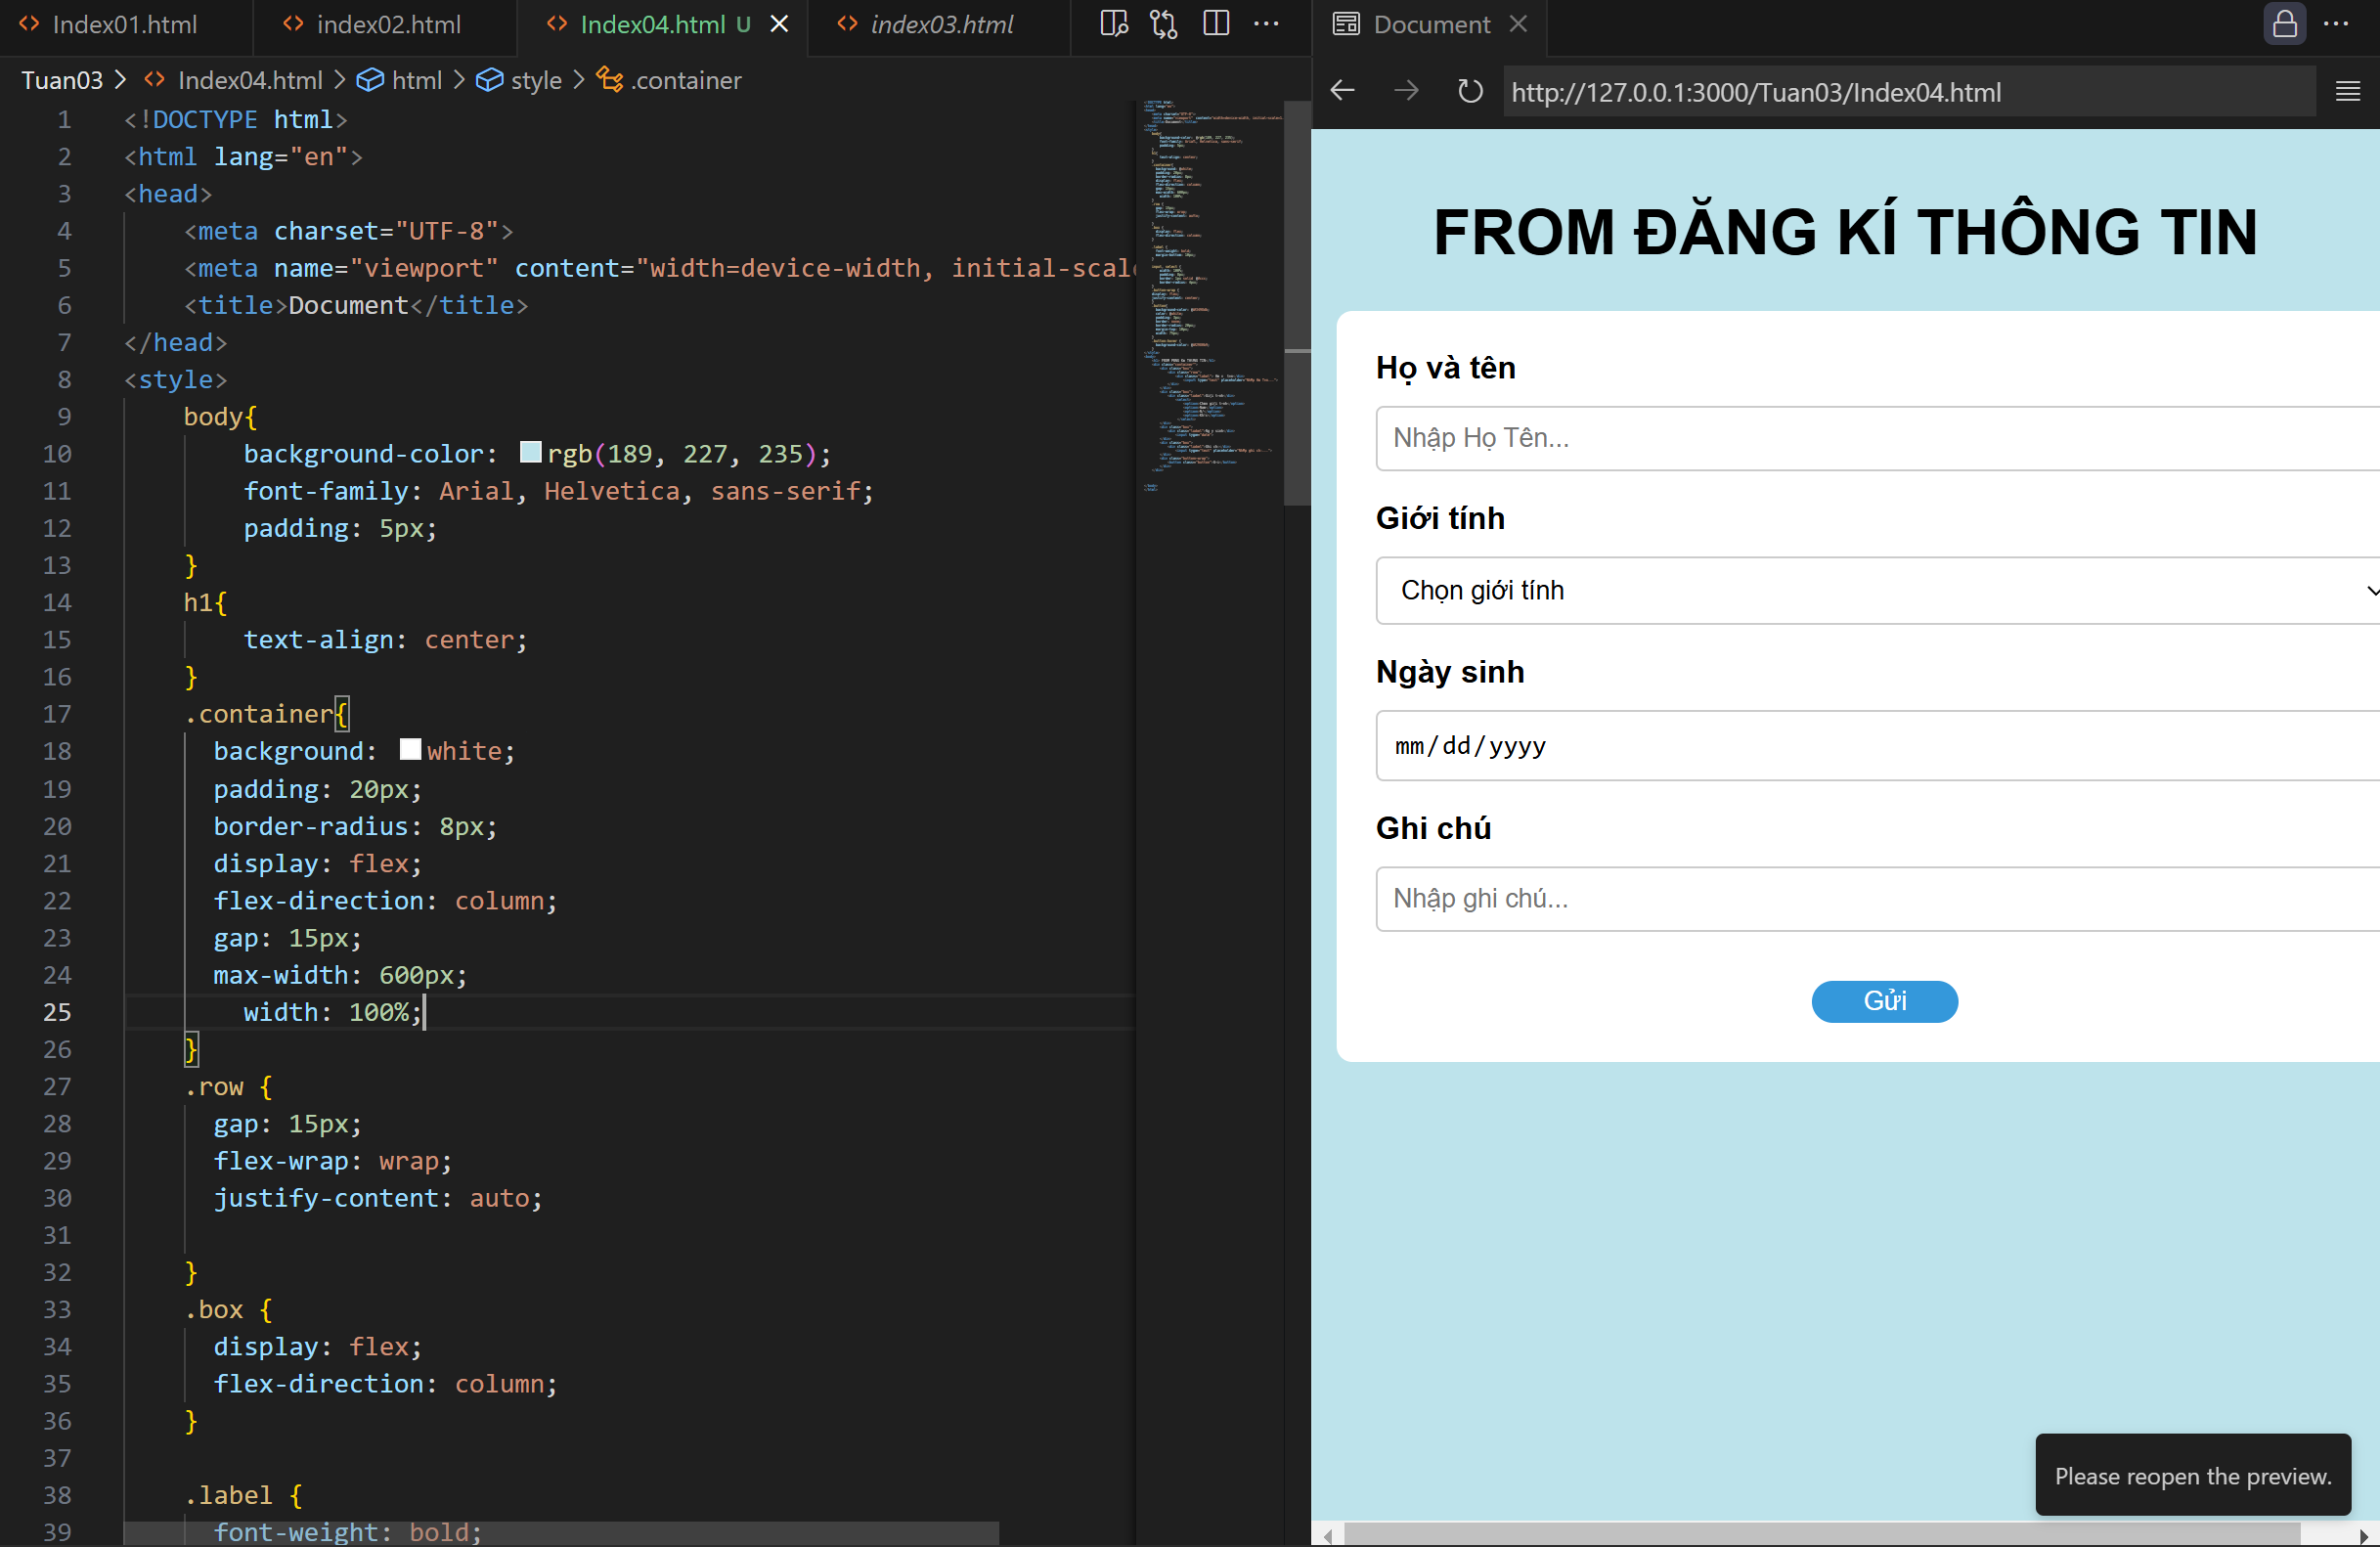 Index01.html
index02.html
Index04.html U
index03.html
Document
Tuan03 > Index04.html > html > style > .container
http://127.0.0.1:3000/Tuan03/Index04.html
1 <!DOCTYPE html>
2 <html lang="en">
3 <head>
4 <meta charset="UTF-8">
5 <meta name="viewport" content="width=device-width, initial-scale
6 <title>Document</title>
7 </head>
8 <style>
9 body{
10 background-color: rgb(189, 227, 235);
11 font-family: Arial, Helvetica, sans-serif;
12 padding: 5px;
13 }
14 h1{
15 text-align: center;
16 }
17 .container{
18 background: white;
19 padding: 20px;
20 border-radius: 8px;
21 display: flex;
22 flex-direction: column;
23 gap: 15px;
24 max-width: 600px;
25 width: 100%;
26 }
27 .row {
28 gap: 15px;
29 flex-wrap: wrap;
30 justify-content: auto;
31
32 }
33 .box {
34 display: flex;
35 flex-direction: column;
36 }
37
38 .label {
39 font-weight: bold;
FROM ĐĂNG KÍ THÔNG TIN
Họ và tên
Nhập Họ Tên...
Giới tính
Chọn giới tính
Ngày sinh
mm/dd/yyyy
Ghi chú
Nhập ghi chú...
Gửi
Please reopen the preview.